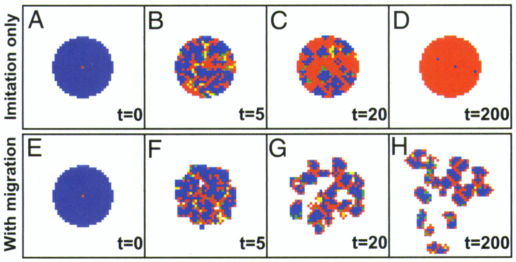 Imitation only
A
t=0
B
t=5
C
t=20
D
t=200
With migration
E
t=0
F
t=5
G
t=20
H
t=200